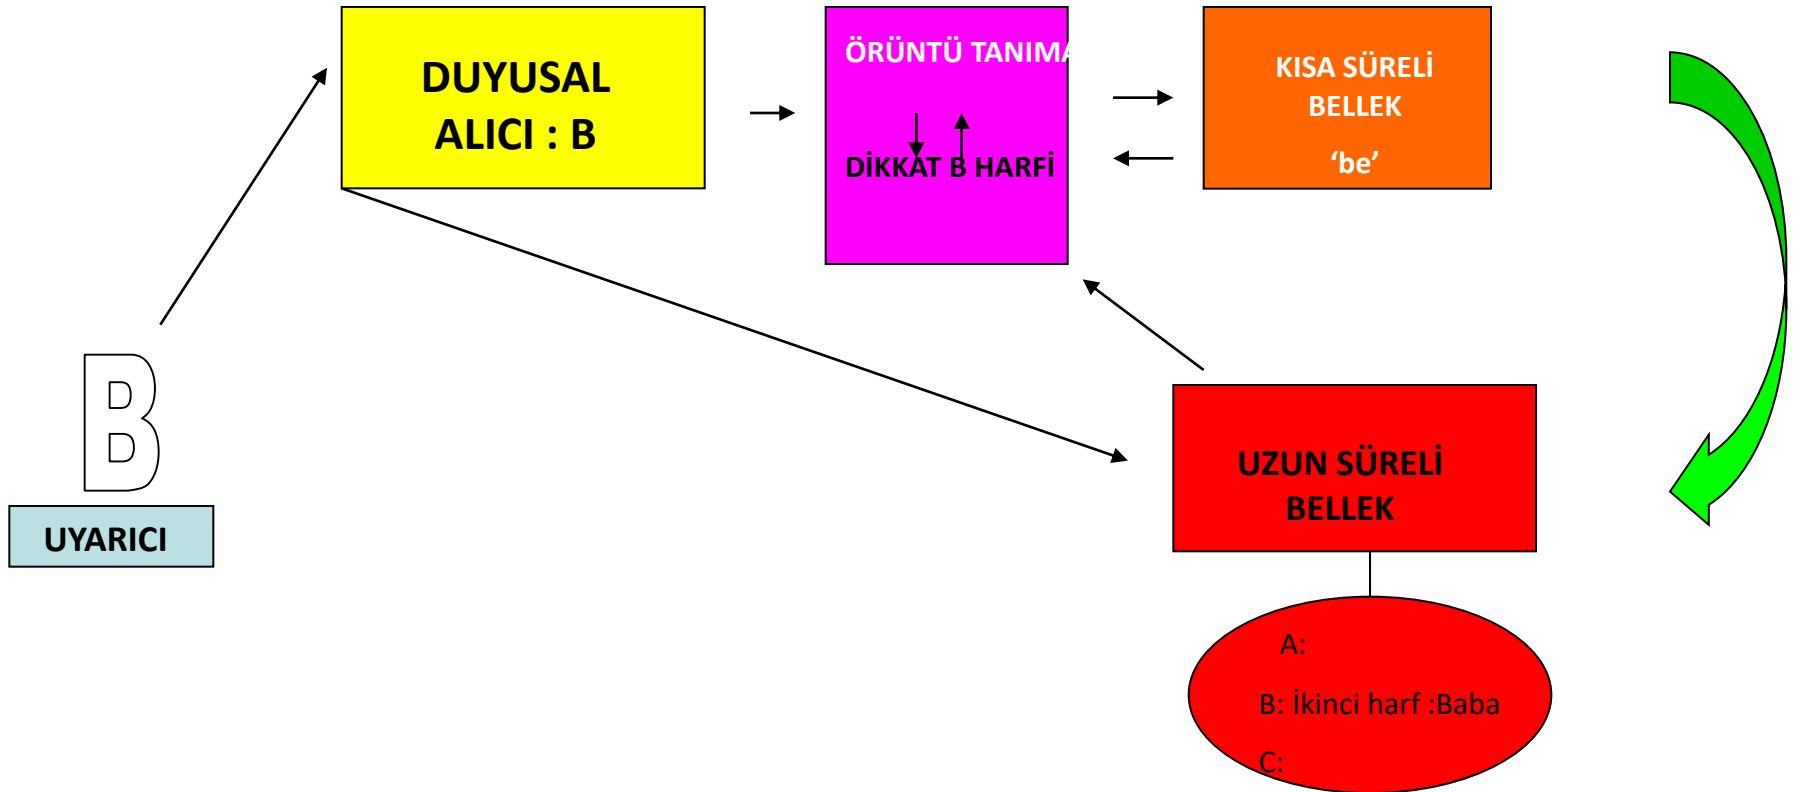 DUYUSAL
ALICI : B
ÖRÜNTÜ TANIMA
DİKKAT B HARFİ
KISA SÜRELİ
BELLEK
‘be’
B
UYARICI
UZUN SÜRELİ
BELLEK
A:
B: İkinci harf :Baba
C: